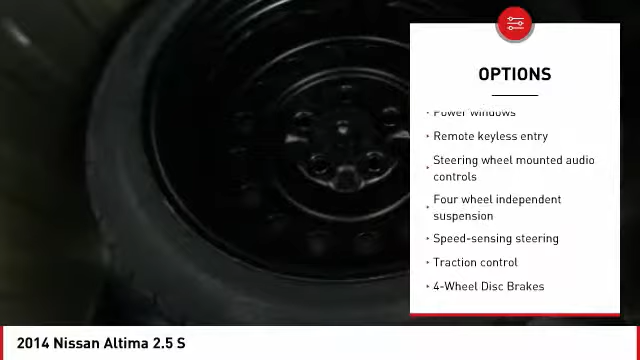 OPTIONS
Power windows
Remote keyless entry
Steering wheel mounted audio
controls
Four wheel independent
suspension
Speed-sensing steering
Traction control
4-Wheel Disc Brakes
2014 Nissan Altima 2.5 S